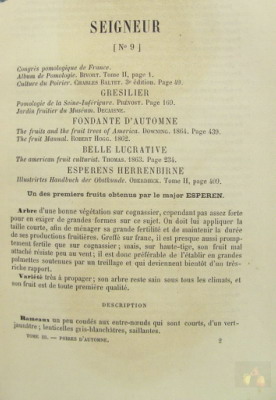 SEIGNEUR
[ N° 9 ]
Congrès pomologique de France.
Album de Pomologie. BIVORT. Tome II, page 1.
Culture du Poirier. CHARLES BALTET. 3e édition. Page 49.
GRESILIER
Pomologie de la Seine-Inférieure. PRÉVOST. Page 169.
Jardin fruitier du Muséum. DECAISNE.
FONDANTE D'AUTOMNE
The fruits and the fruit trees of America. DOWNING. 1864. Page 439.
the fruit Manual. ROBERT HOGG. 1862.
BELLE LUCRATIVE
The american fruit culturist. THOMAS. 1863. Page 234.
ESPERENS HERRENBIRNE
Illustrirtes Handbuch der Obstkunde. OBERDIECK. Tome II, page 409.
Un des premiers fruits obtenus par le major ESPEREN.
Arbre d'une bonne végétation sur cognassier, cependant pas assez forte
pour en exiger de grandes formes sur ce sujet. On doit lui appliquer la
taille courte, afin de ménager sa grande fertilité et de maintenir la durée
de ses productions fruitières. Greffé sur franc, il est presque aussi promp-
tement fertile que sur cognassier ; mais, sur haute-tige, son fruit mal
attaché résiste peu au vent ; il est donc préférable de l'établir en grandes
palmettes soutenues par un treillage et qui deviennent bientôt d'un très-
riche rapport.
Variété très à propager ; son arbre reste sain sous tous les climats, et
son fruit est de toute première qualité.
DESCRIPTION
Rameaux un peu coudés aux entre-nœuds qui sont courts, d'un vert-
jaunâtre ; lenticelles gris-blanchâtres, saillantes.
TOME III. — POIRES D'AUTOMNE.
2